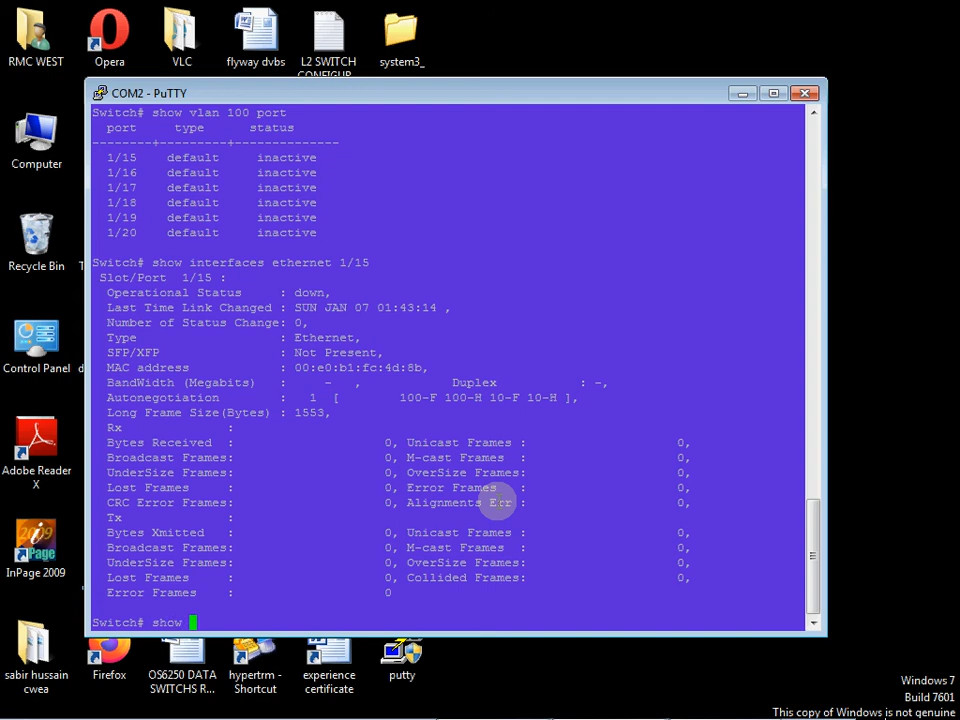 RMC WEST
Opera
VLC
flyway dvbs
L2 SWITCH
CONFIGUR
system3_
Computer
Recycle Bin
Control Panel
Adobe Reader
X
InPage 2009
COM2 - PuTTY
Switch# show vlan 100 port
port type status
--------+---------+--------------
1/15 default inactive
1/16 default inactive
1/17 default inactive
1/18 default inactive
1/19 default inactive
1/20 default inactive
Switch# show interfaces ethernet 1/15
Slot/Port 1/15 :
Operational Status : down,
Last Time Link Changed : SUN JAN 07 01:43:14 ,
Number of Status Change: 0,
Type : Ethernet,
SFP/XFP : Not Present,
MAC address : 00:e0:b1:fc:4d:8b,
BandWidth (Megabits) : - , Duplex : -,
Autonegotiation : 1 [ 100-F 100-H 10-F 10-H ],
Long Frame Size(Bytes) : 1553,
Rx :
Bytes Received : 0, Unicast Frames : 0,
Broadcast Frames: 0, M-cast Frames : 0,
UnderSize Frames: 0, OverSize Frames: 0,
Lost Frames : 0, Error Frames : 0,
CRC Error Frames: 0, Alignments Err : 0,
Tx :
Bytes Xmitted : 0, Unicast Frames : 0,
Broadcast Frames: 0, M-cast Frames : 0,
UnderSize Frames: 0, OverSize Frames: 0,
Lost Frames : 0, Collided Frames: 0,
Error Frames : 0
Switch# show
sabir hussain
cwea
Firefox
OS6250 DATA
SWITCHS R...
hypertrm -
Shortcut
experience
certificate
putty
Windows 7
Build 7601
This copy of Windows is not genuine